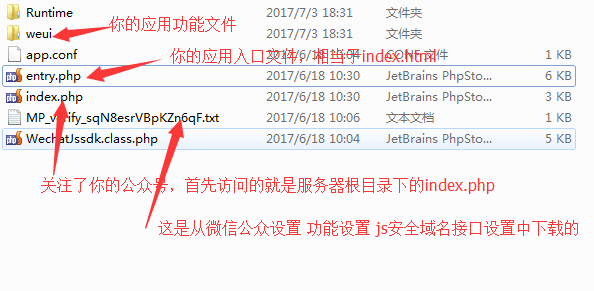 Runtime 2017/7/3 18:31 文件夹
你的应用功能文件
weui 2017/7/3 18:31 文件夹
app.conf 1 KB
你的应用入口文件，相当于index.html
entry.php 2017/6/18 10:30 JetBrains PhpSto... 6 KB
index.php 2017/6/18 10:30 JetBrains PhpSto... 3 KB
MP_verify_sqN8esrVBpKZn6qF.txt 2017/6/18 10:06 文本文档 1 KB
WechatJssdk.class.php 2017/6/18 10:04 JetBrains PhpSto... 5 KB
关注了你的公众号，首先访问的就是服务器根目录下的index.php
这是从微信公众设置 功能设置 js安全域名接口设置中下载的